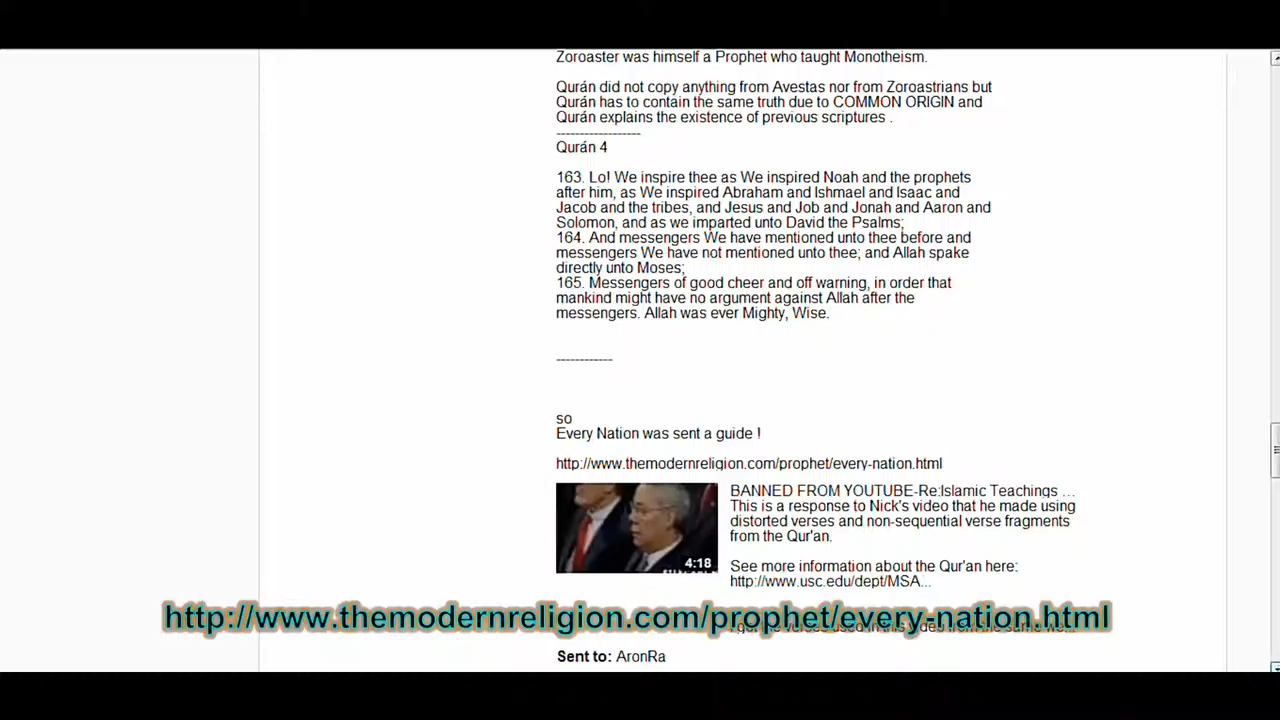 Zoroaster was himself a Prophet who taught Monotheism.
Qurán did not copy anything from Avestas nor from Zoroastrians but
Qurán has to contain the same truth due to COMMON ORIGIN and
Qurán explains the existence of previous scriptures .
------------------
Qurán 4
163. Lo! We inspire thee as We inspired Noah and the prophets
after him, as We inspired Abraham and Ishmael and Isaac and
Jacob and the tribes, and Jesus and Job and Jonah and Aaron and
Solomon, and as we imparted unto David the Psalms;
164. And messengers We have mentioned unto thee before and
messengers We have not mentioned unto thee; and Allah spake
directly unto Moses;
165. Messengers of good cheer and off warning, in order that
mankind might have no argument against Allah after the
messengers. Allah was ever Mighty, Wise.
------------
so
Every Nation was sent a guide !
http://www.themodernreligion.com/prophet/every-nation.html
BANNED FROM YOUTUBE-Re:Islamic Teachings ...
This is a response to Nick's video that he made using
distorted verses and non-sequential verse fragments
from the Qur'an.
4:18
See more information about the Qur'an here:
http://www.usc.edu/dept/MSA...
http://www.themodernreligion.com/prophet/every-nation.html
verses used in this video from the same
Sent to: AronRa